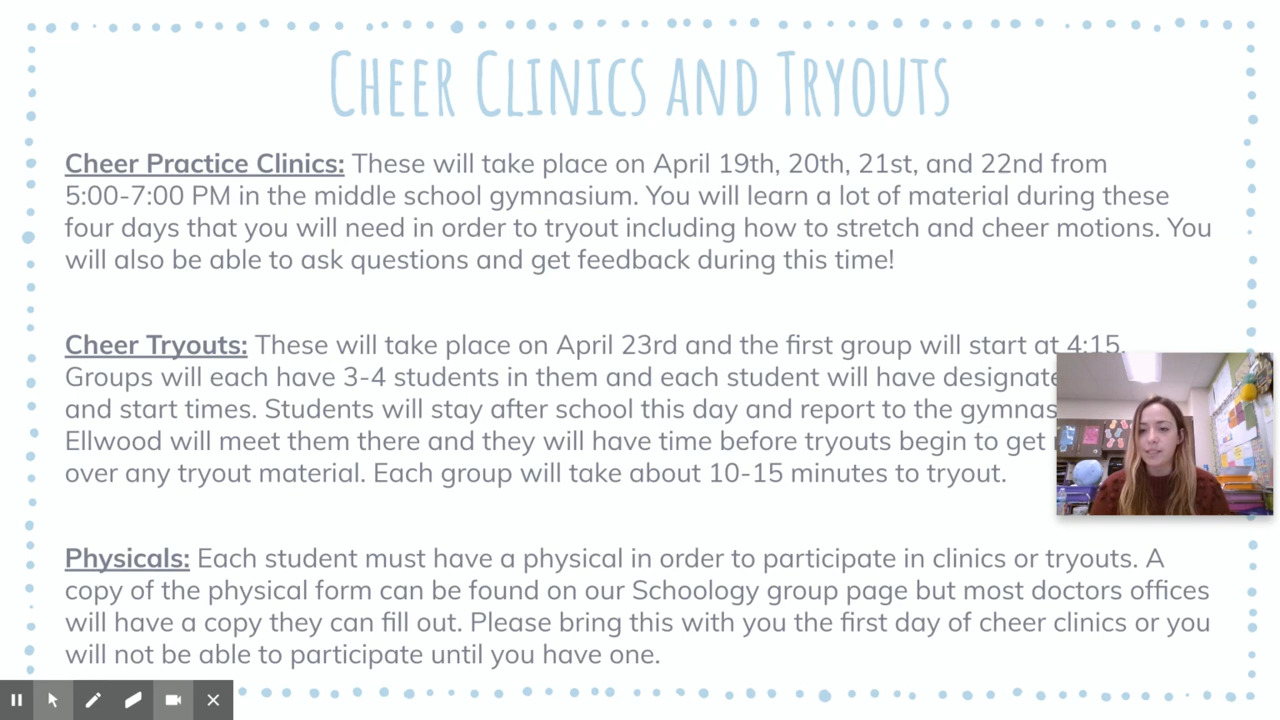 Cheer Clinics and Tryouts
Cheer Practice Clinics: These will take place on April 19th, 20th, 21st, and 22nd from
5:00-7:00 PM in the middle school gymnasium. You will learn a lot of material during these
four days that you will need in order to tryout including how to stretch and cheer motions. You
will also be able to ask questions and get feedback during this time!
Cheer Tryouts: These will take place on April 23rd and the first group will start at 4:15.
Groups will each have 3-4 students in them and each student will have
and start times. Students will stay after school this day and report to the
Ellwood will meet them there and they will have time before tryouts begin to get
over any tryout material. Each group will take about 10-15 minutes to tryout.
Physicals: Each student must have a physical in order to participate in clinics or tryouts. A
copy of the physical form can be found on our Schoology group page but most doctors offices
will have a copy they can fill out. Please bring this with you the first day of cheer clinics or you
will not be able to participate until you have one.